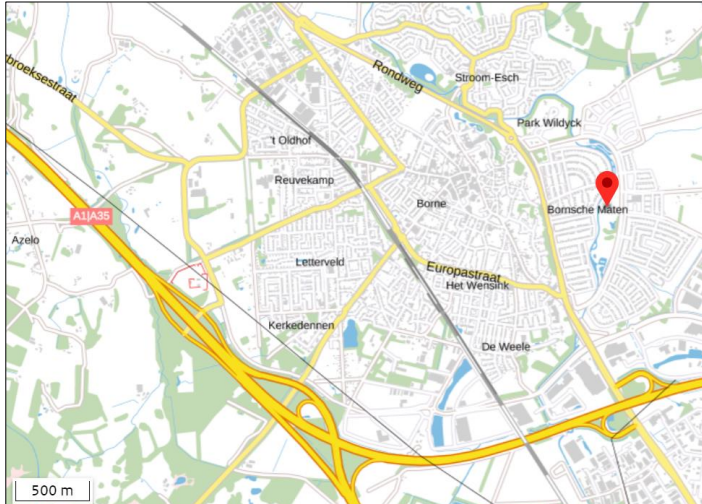 rbroeksestraat
Rondweg
Stroom-Esch
Park Wildyck
't Oldhof
Reuvekamp
Borne
Bornsche Maten
A1|A35
Azelo
Letterveld
Europastraat
Het Wensink
Kerkedennen
De Weele
500 m